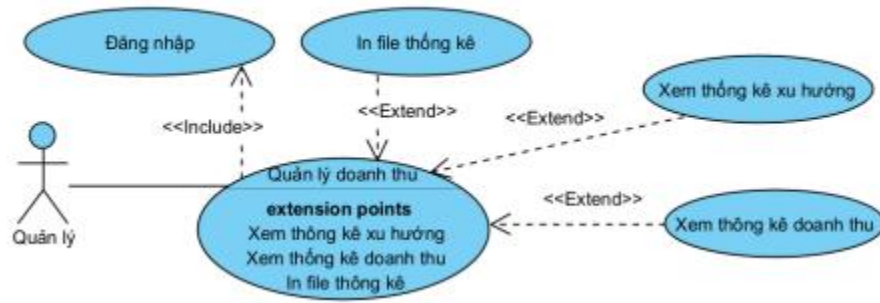 Đăng nhập
In file thống kê
Xem thống kê xu hướng
<<Extend>>
<<Extend>>
<<Include>>
Quản lý doanh thu
<<Extend>>
extension points
Xem thông kê xu hướng
Xem thống kê doanh thu
In file thông kê
Xem thông kê doanh thu
Quản lý